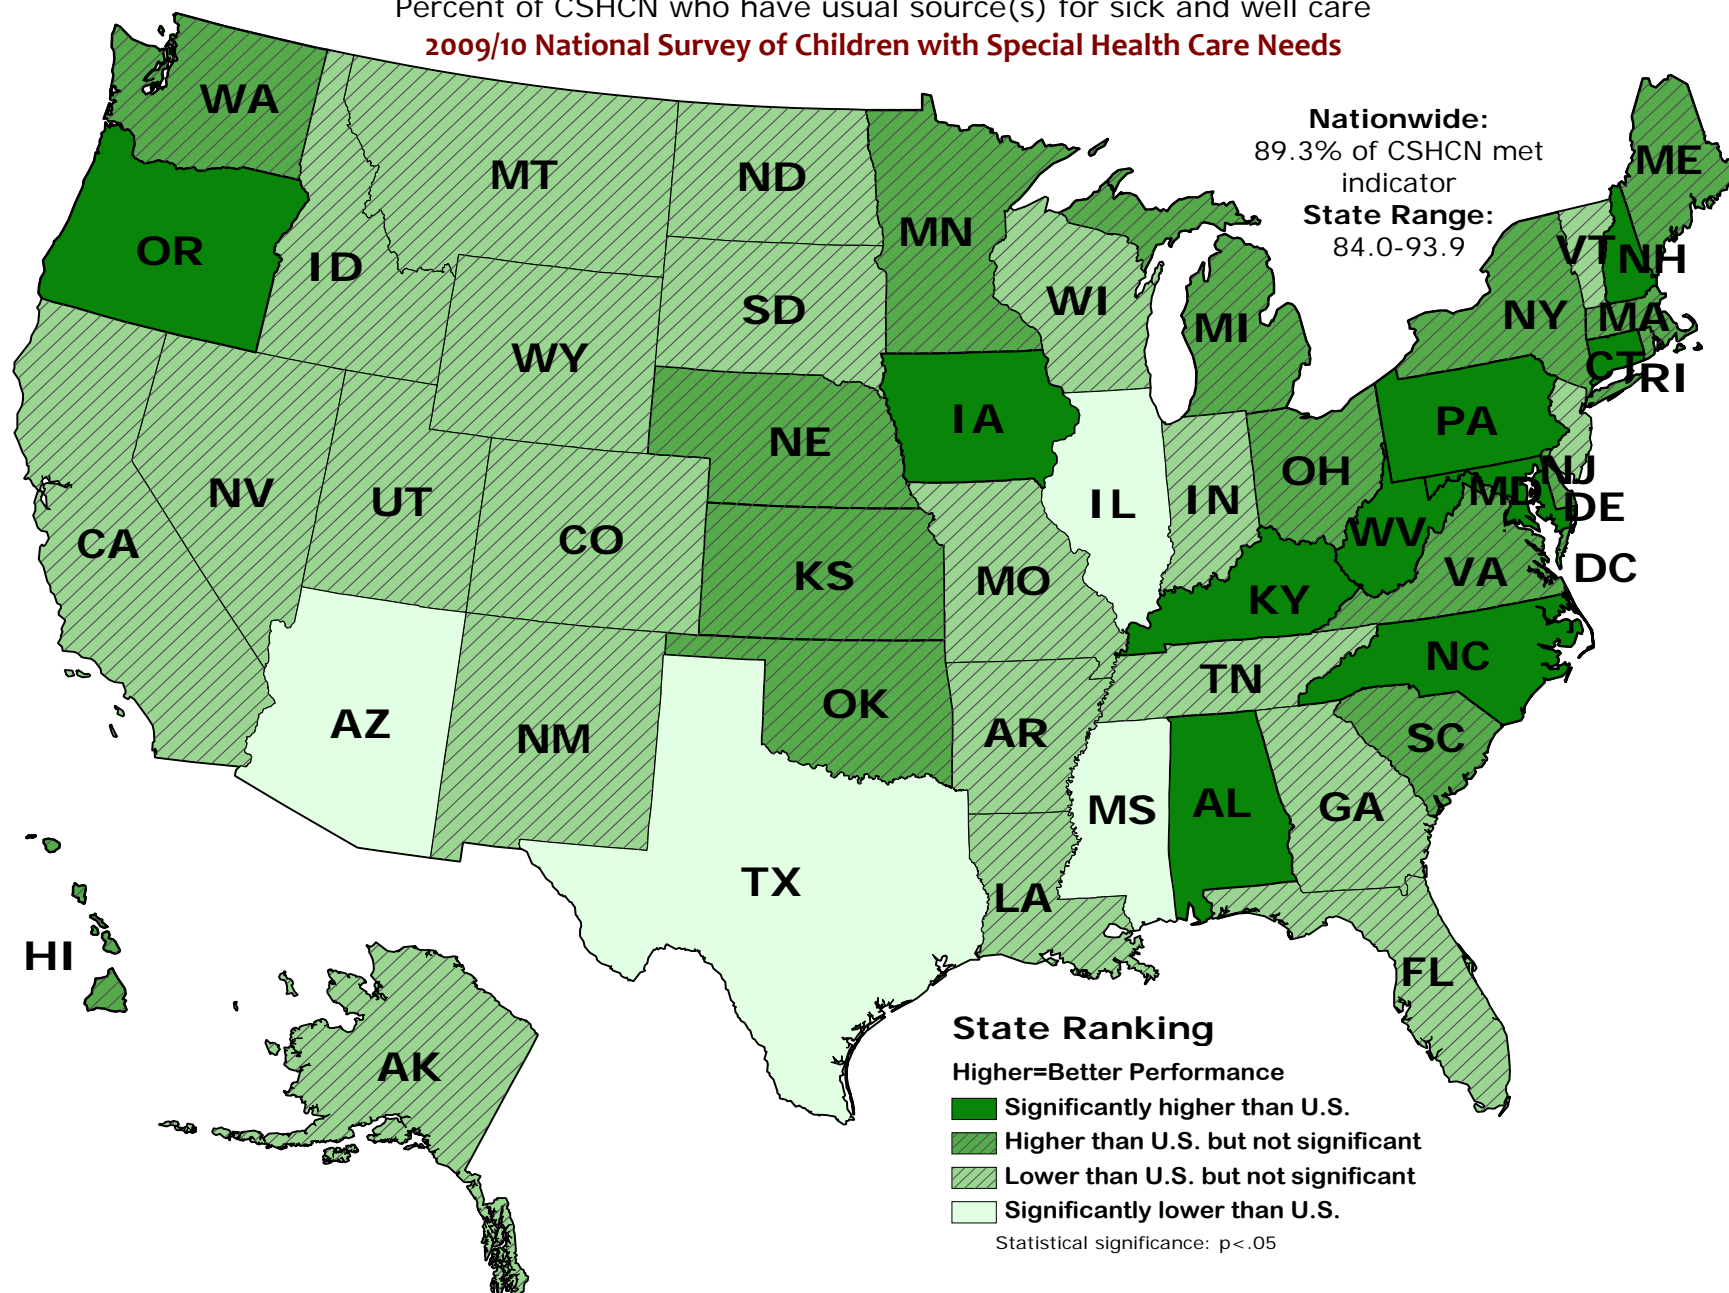 Percent of CSHCN who have usual source(s) for sick and well care
2009/10 National Survey of Children with Special Health Care Needs
Nationwide:
89.3% of CSHCN met
indicator
State Range:
84.0-93.9
WA
OR
MT
ID
ND
MN
SD
WY
WI
MI
ME
VT
NH
NY
MA
CT
RI
PA
NJ
MD
DE
DC
IA
NE
OH
IN
IL
WV
VA
KY
NV
UT
CO
CA
KS
MO
NC
TN
SC
AZ
NM
OK
AR
MS
AL
GA
TX
LA
FL
HI
AK
State Ranking
Higher=Better Performance
Significantly higher than U.S.
Higher than U.S. but not significant
Lower than U.S. but not significant
Significantly lower than U.S.
Statistical significance: p<.05